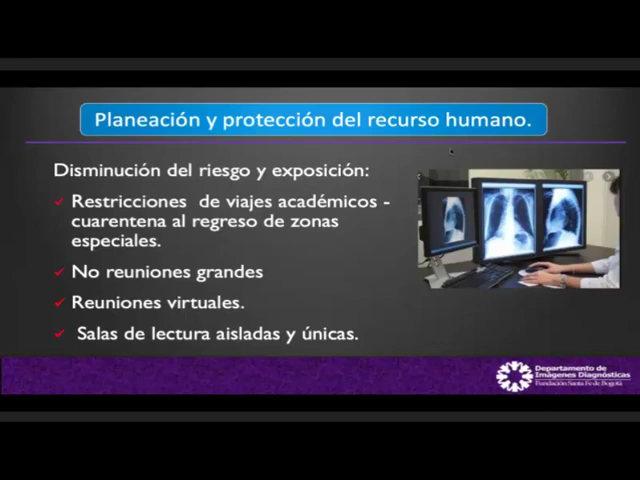 Planeación y protección del recurso humano.
Disminución del riesgo y exposición:
Restricciones de viajes académicos -
cuarentena al regreso de zonas
especiales.
No reuniones grandes
Reuniones virtuales.
Salas de lectura aisladas y únicas.
Departamento de
Imágenes Diagnósticas
Fundación Santa Fe de Bogotá